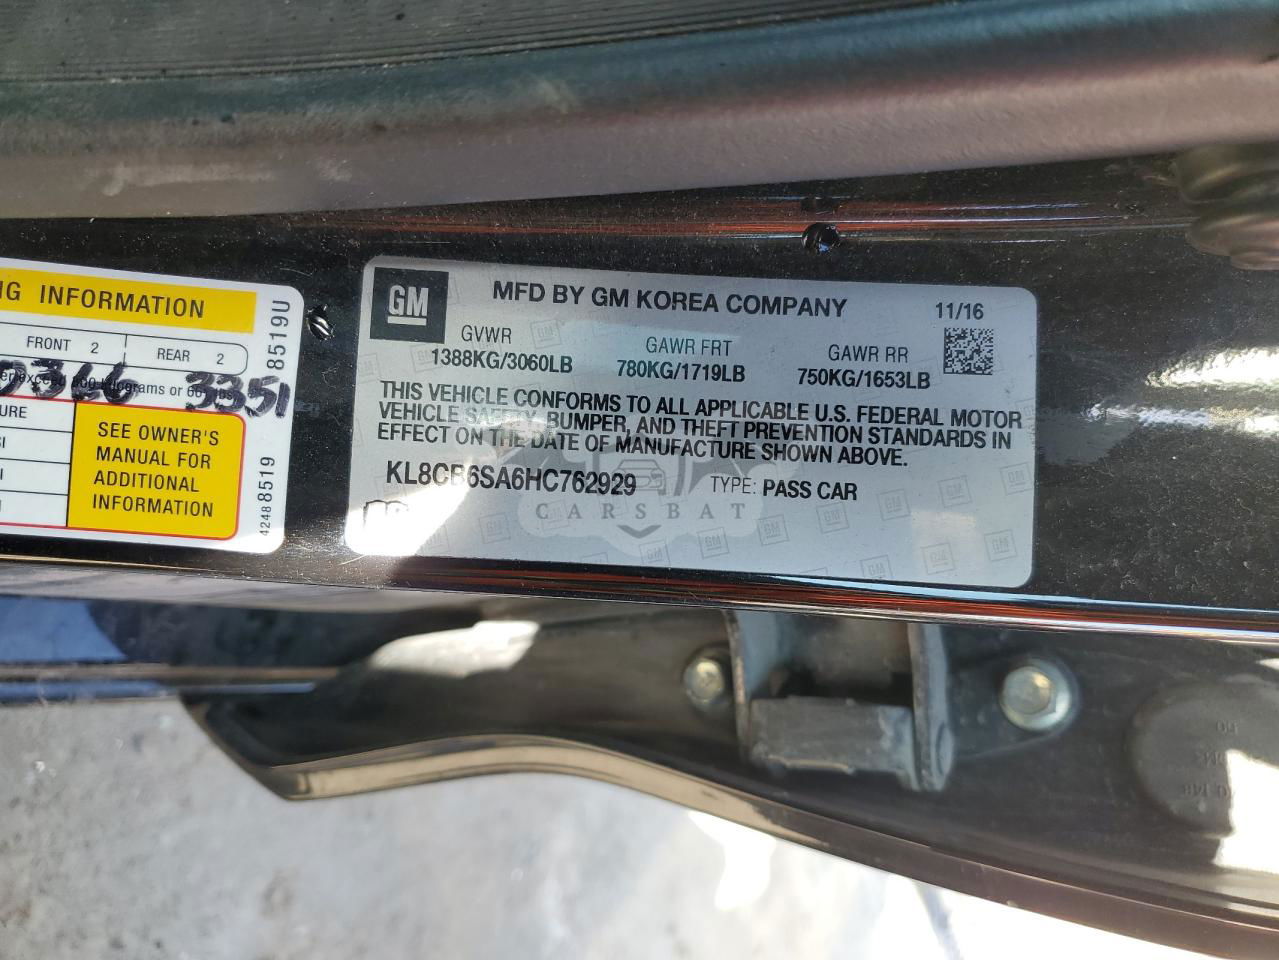 NG INFORMATION
FRONT 2 REAR 2
3351
SEE OWNER'S
MANUAL FOR
ADDITIONAL
INFORMATION
8519U
42488519
GM
MFD BY GM KOREA COMPANY 11/16
GVWR GAWR FRT GAWR RR
1388KG/3060LB 780KG/1719LB 750KG/1653LB
THIS VEHICLE CONFORMS TO ALL APPLICABLE U.S. FEDERAL MOTOR
VEHICLE SAFETY, BUMPER, AND THEFT PREVENTION STANDARDS IN
EFFECT ON THE DATE OF MANUFACTURE SHOWN ABOVE.
KL8CB6SA6HC762929 TYPE: PASS CAR
CARSBAT